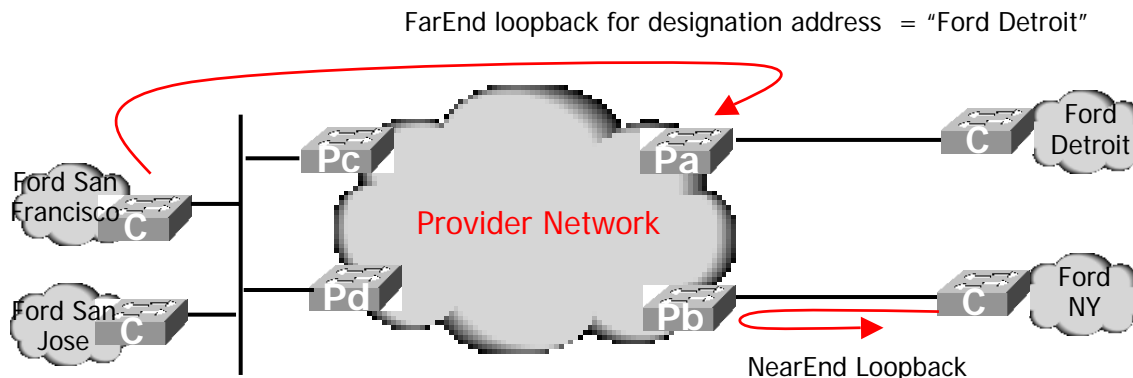 FarEnd loopback for designation address = "Ford Detroit"
Pc
Pa
C
Ford
Detroit
Ford San
Francisco
C
Provider Network
Pd
Pb
C
Ford
NY
Ford San
Jose
C
NearEnd Loopback